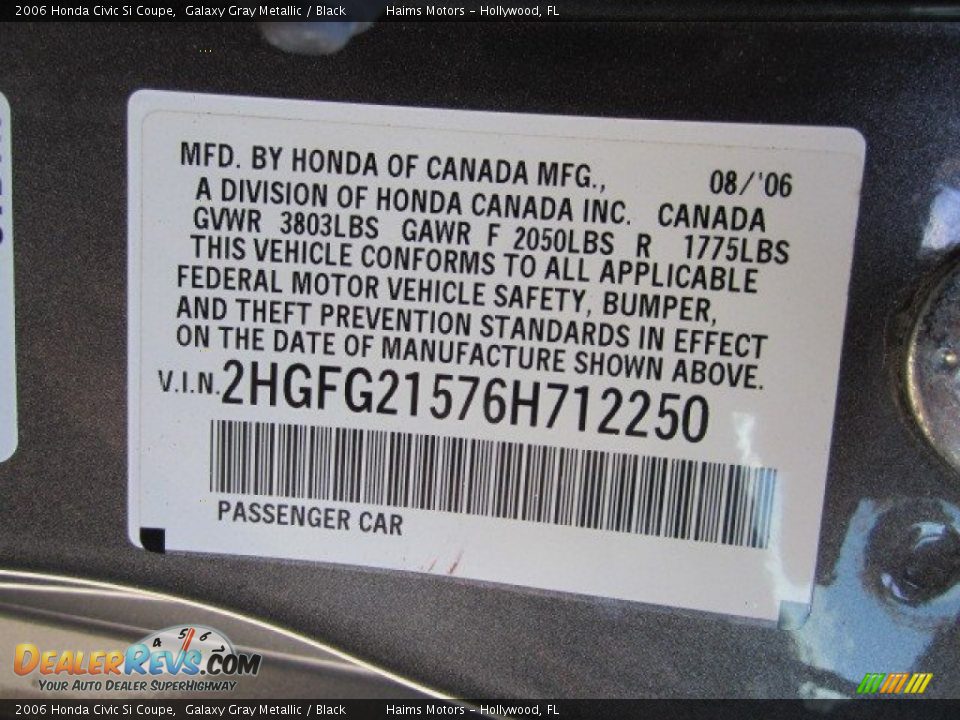 2006 Honda Civic Si Coupe, Galaxy Gray Metallic / Black Haims Motors - Hollywood, FL
MFD. BY HONDA OF CANADA MFG., 08/'06
A DIVISION OF HONDA CANADA INC. CANADA
GVWR 3803LBS GAWR F 2050LBS R 1775LBS
THIS VEHICLE CONFORMS TO ALL APPLICABLE
FEDERAL MOTOR VEHICLE SAFETY, BUMPER,
AND THEFT PREVENTION STANDARDS IN EFFECT
ON THE DATE OF MANUFACTURE SHOWN ABOVE.
V.I.N. 2HGFG21576H712250
PASSENGER CAR
4 5 6
DEALERREVS.COM
YOUR AUTO DEALER SUPERHIGHWAY
2006 Honda Civic Si Coupe, Galaxy Gray Metallic / Black Haims Motors - Hollywood, FL